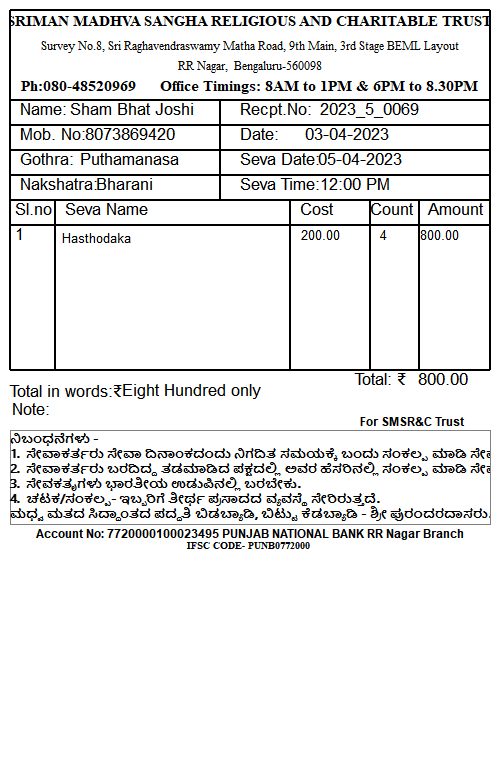 SRIMAN MADHVA SANGHA RELIGIOUS AND CHARITABLE TRUST
Survey No.8, Sri Raghavendraswamy Matha Road, 9th Main, 3rd Stage BEML Layout
RR Nagar, Bengaluru-560098
Ph:080-48520969 Office Timings: 8AM to 1PM & 6PM to 8.30PM
Name: Sham Bhat Joshi Recpt.No: 2023_5_0069
Mob. No:8073869420 Date: 03-04-2023
Gothra: Puthamanasa Seva Date:05-04-2023
Nakshatra:Bharani Seva Time:12:00 PM
Sl.no Seva Name Cost Count Amount
1 Hasthodaka 200.00 4 800.00
Total: ₹ 800.00
Total in words:₹Eight Hundred only
Note:
For SMSR&C Trust
ನಿಬಂಧನೆಗಳು -
1. ಸೇವಾಕರ್ತರು ಸೇವಾ ದಿನಾಂಕದಂದು ನಿಗದಿತ ಸಮಯಕ್ಕೆ ಬಂದು ಸಂಕಲ್ಪ ಮಾಡಿ
2. ಸೇವಾಕರ್ತರು ಬರದಿದ್ದ ತಡಮಾಡಿದ ಪಕ್ಷದಲ್ಲಿ ಅವರ ಹೆಸರಿನಲ್ಲಿ ಸಂಕಲ್ಪ ಮಾಡಿ
3. ಸೇವಕತೃಗಳು ಭಾರತೀಯ ಉಡುಪಿನಲ್ಲಿ ಬರಬೇಕು.
4. ಚಟಕ/ಸಂಕಲ್ಪ- ಇಬ್ಬರಿಗೆ ತೀರ್ಥ ಪ್ರಸಾದದ ವ್ಯವಸ್ಥೆ ಸೇರಿರುತ್ತದೆ.
ಮಧ್ವ ಮತದ ಸಿದ್ಧಾಂತದ ಪದ್ಧತಿ ಬಿಡಬ್ಯಾಡಿ, ಬಿಟ್ಟು ಕೆಡಬ್ಯಾಡಿ - ಶ್ರೀ ಪುರಂದರದಾಸರು.
Account No: 7720000100023495 PUNJAB NATIONAL BANK RR Nagar Branch
IFSC CODE- PUNB0772000